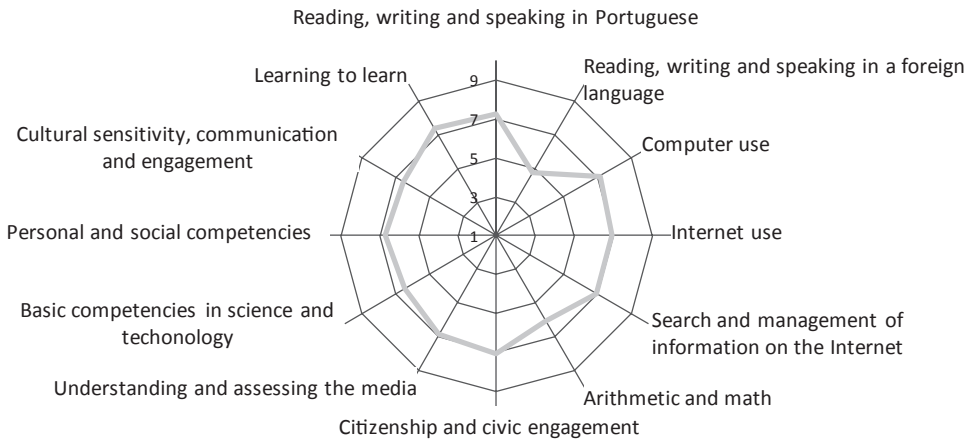 Reading, writing and speaking in Portuguese
Learning to learn
9
Reading, writing and speaking in a foreign
language
7
Cultural sensitivity, communication
and engagement
Computer use
5
3
Personal and social competencies
1
Internet use
Basic competencies in science and
techonology
Search and management of
information on the Internet
Understanding and assessing the media
Arithmetic and math
Citizenship and civic engagement